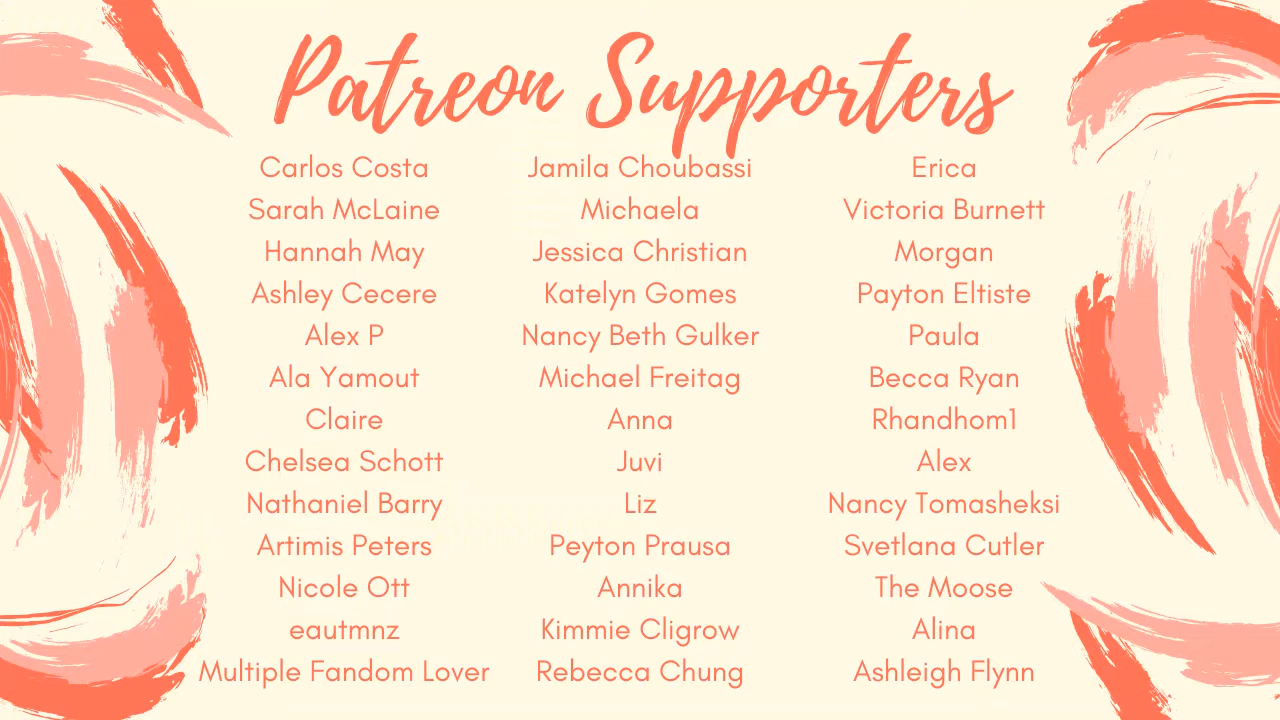 Patreon Supporters
Carlos Costa
Sarah McLaine
Hannah May
Ashley Cecere
Alex P
Ala Yamout
Claire
Chelsea Schott
Nathaniel Barry
Artimis Peters
Nicole Ott
eautmnz
Multiple Fandom Lover
Jamila Choubassi
Michaela
Jessica Christian
Katelyn Gomes
Nancy Beth Gulker
Michael Freitag
Anna
Juvi
Liz
Peyton Prausa
Annika
Kimmie Cligrow
Rebecca Chung
Erica
Victoria Burnett
Morgan
Payton Eltiste
Paula
Becca Ryan
Rhandhom1
Alex
Nancy Tomasheksi
Svetlana Cutler
The Moose
Alina
Ashleigh Flynn